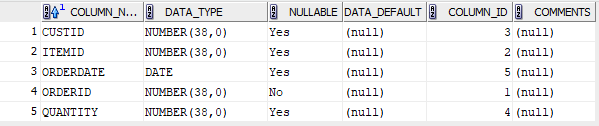 COLUMN_N... DATA_TYPE NULLABLE DATA_DEFAULT COLUMN_ID COMMENTS
1 CUSTID NUMBER(38,0) Yes (null) 3 (null)
2 ITEMID NUMBER(38,0) Yes (null) 2 (null)
3 ORDERDATE DATE Yes (null) 5 (null)
4 ORDERID NUMBER(38,0) No (null) 1 (null)
5 QUANTITY NUMBER(38,0) Yes (null) 4 (null)